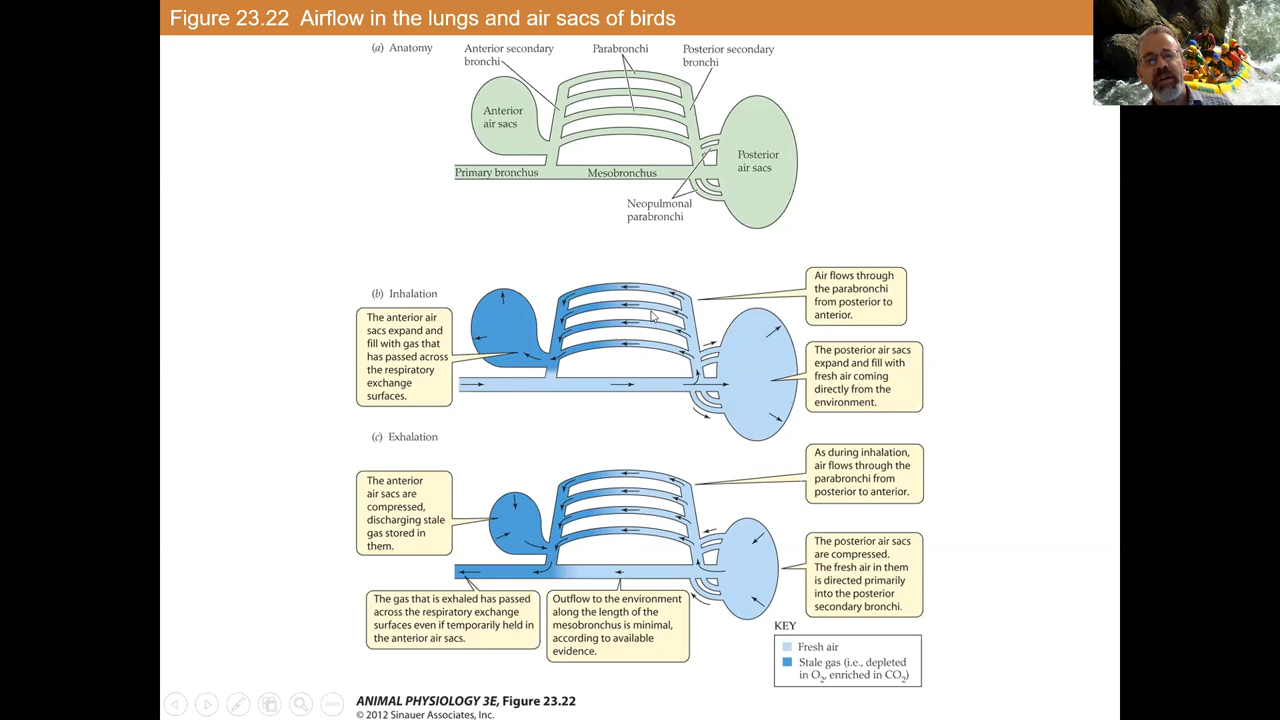 Figure 23.22  Airflow in the lungs and air sacs of birds
(a) Anatomy
Anterior secondary
bronchi
Parabronchi
Posterior secondary
bronchi
Anterior
air sacs
Posterior
air sacs
Primary bronchus
Mesobronchus
Neopulmonal
parabronchi
(b) Inhalation
The anterior air
sacs expand and
fill with gas that
has passed across
the respiratory
exchange
surfaces.
Air flows through
the parabronchi
from posterior to
anterior.
The posterior air sacs
expand and fill with
fresh air coming
directly from the
environment.
(c) Exhalation
The anterior
air sacs are
compressed,
discharging stale
gas stored in
them.
As during inhalation,
air flows through the
parabronchi from
posterior to anterior.
The posterior air sacs
are compressed.
The fresh air in them
is directed primarily
into the posterior
secondary bronchi.
The gas that is exhaled has passed
across the respiratory exchange
surfaces even if temporarily held in
the anterior air sacs.
Outflow to the environment
along the length of the
mesobronchus is minimal,
according to available
evidence.
KEY
Fresh air
Stale gas (i.e., depleted
in O₂, enriched in CO₂)
ANIMAL PHYSIOLOGY 3E, Figure 23.22
© 2012 Sinauer Associates, Inc.